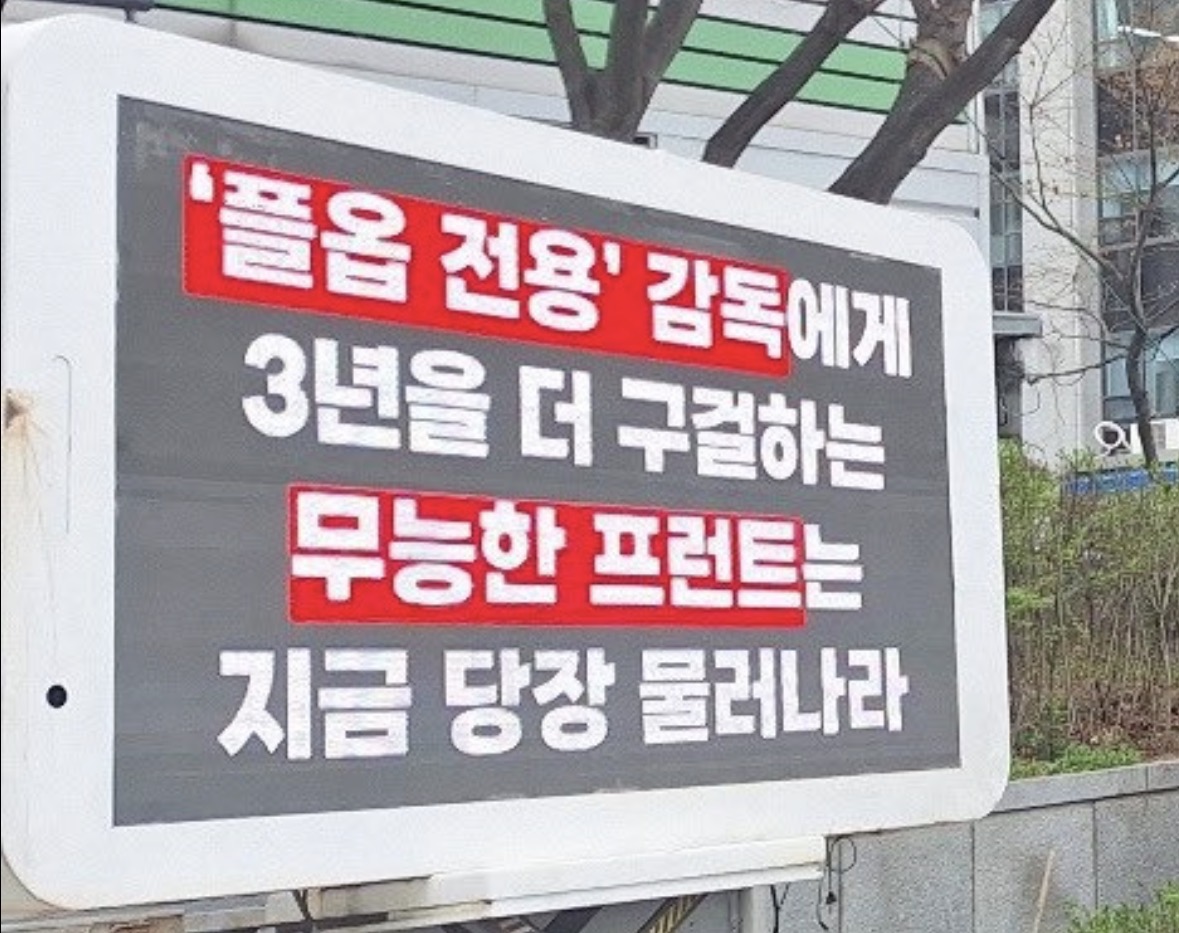 '플옵 전용' 감독에게
3년을 더 구걸하는
무능한 프런트는
지금 당장 물러나라